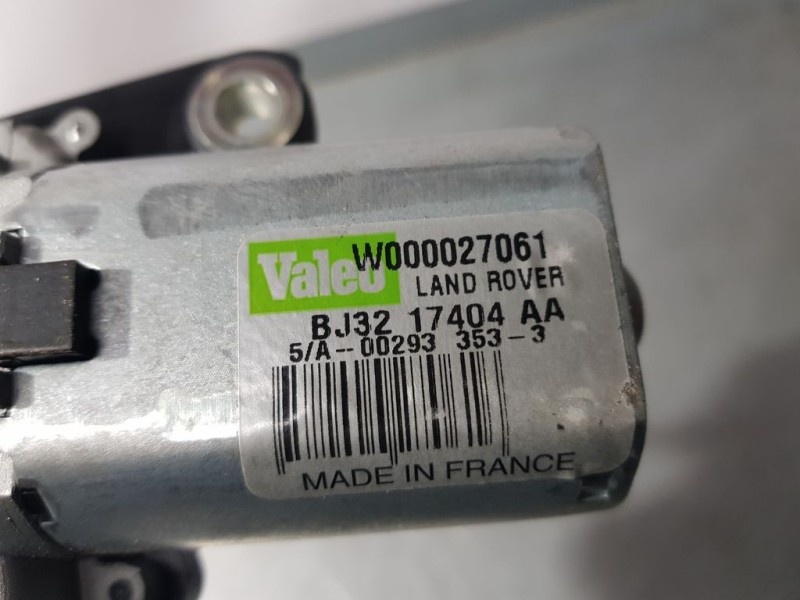 Valeo W000027061
LAND ROVER
BJ32 17404 AA
5/A-00293 353-3
MADE IN FRANCE